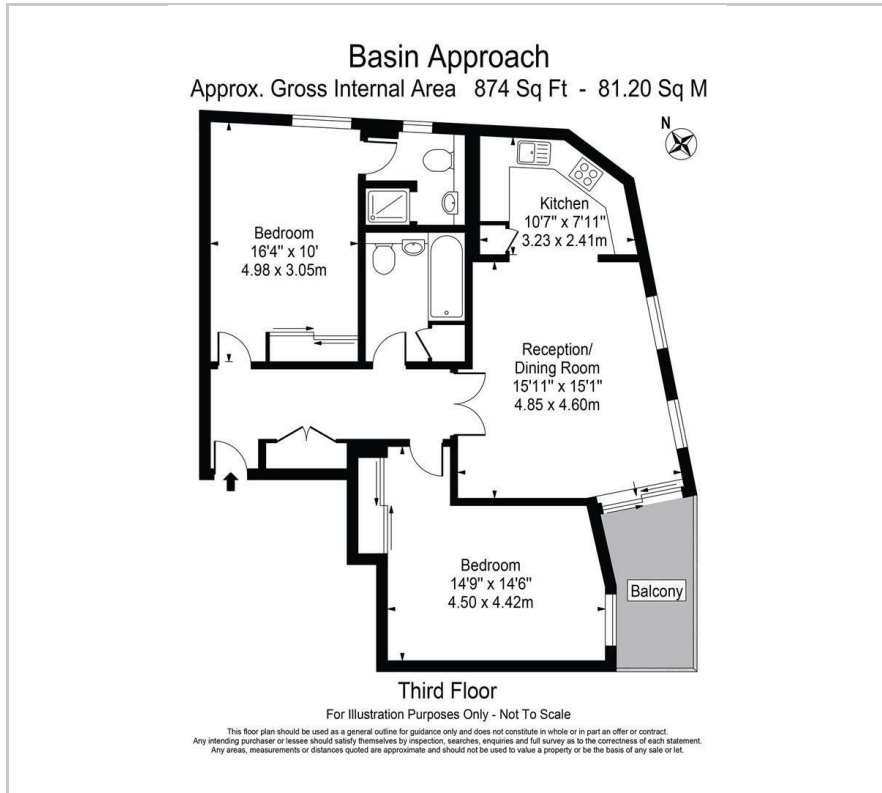 Basin Approach
Approx. Gross Internal Area 874 Sq Ft - 81.20 Sq M
N
Kitchen
10'7" x 7'11"
3.23 x 2.41m
Bedroom
16'4" x 10'
4.98 x 3.05m
Reception/
Dining Room
15'11" x 15'1"
4.85 x 4.60m
Bedroom
14'9" x 14'6"
4.50 x 4.42m
Balcony
Third Floor
For Illustration Purposes Only - Not To Scale
This floor plan should be used as a general outline for guidance only and does not constitute in whole or in part an offer or contract.
Any intending purchaser or lessee should satisfy themselves by inspection, searches, enquiries and full survey as to the correctness of each statement.
Any areas, measurements or distances quoted are approximate and should not be used to value a property or be the basis of any sale or let.